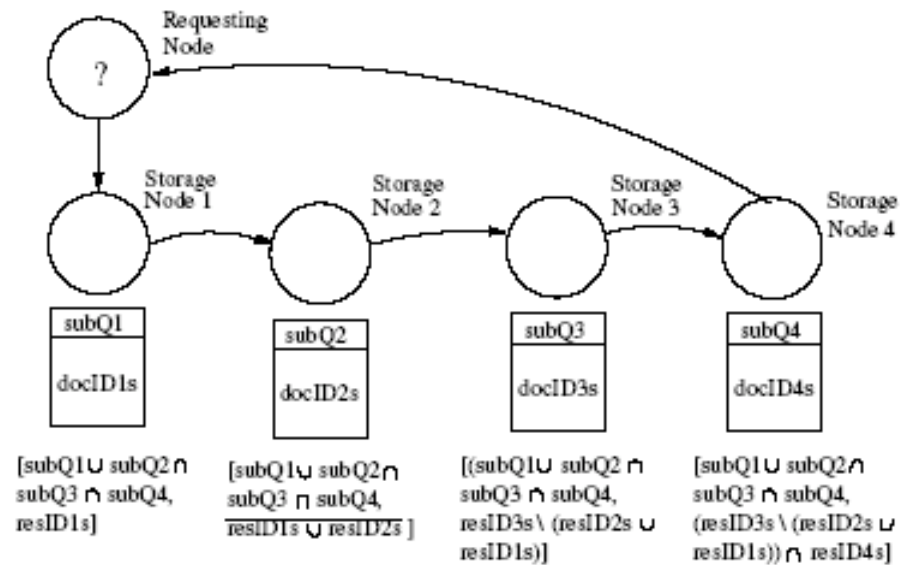 Requesting
Node
?
Storage
Node 1
Storage
Node 2
Storage
Node 3
Storage
Node 4
subQ1
docID1s
subQ2
docID2s
subQ3
docID3s
subQ4
docID4s
[subQ1∪ subQ2∩
subQ3 ∩ subQ4,
resID1s]
[subQ1∪ subQ2∩
subQ3 ∩ subQ4,
resID1s ∪ resID2s ]
[(subQ1∪ subQ2 ∩
subQ3 ∩ subQ4,
resID3s \ (resID2s ∪
resID1s)]
[subQ1∪ subQ2∩
subQ3 ∩ subQ4,
(resID3s \ (resID2s ∪
resID1s)) ∩ resID4s]